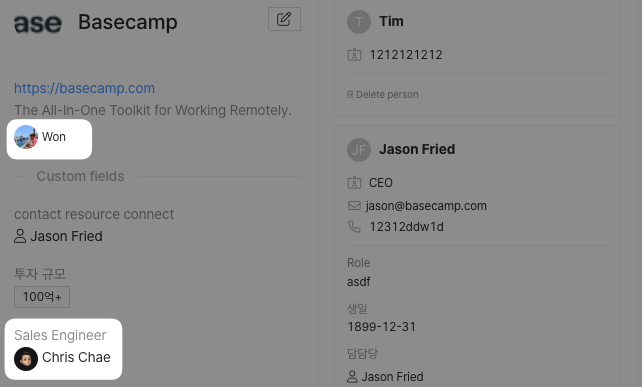 ase
Basecamp
https://basecamp.com
The All-In-One Toolkit for Working Remotely.
Won
Custom fields
contact resource connect
Jason Fried
투자 규모
100억+
Sales Engineer
Chris Chae
T
Tim
1212121212
Delete person
JF
Jason Fried
CEO
jason@basecamp.com
12312ddw1d
Role
asdf
생일
1899-12-31
담담당
Jason Fried